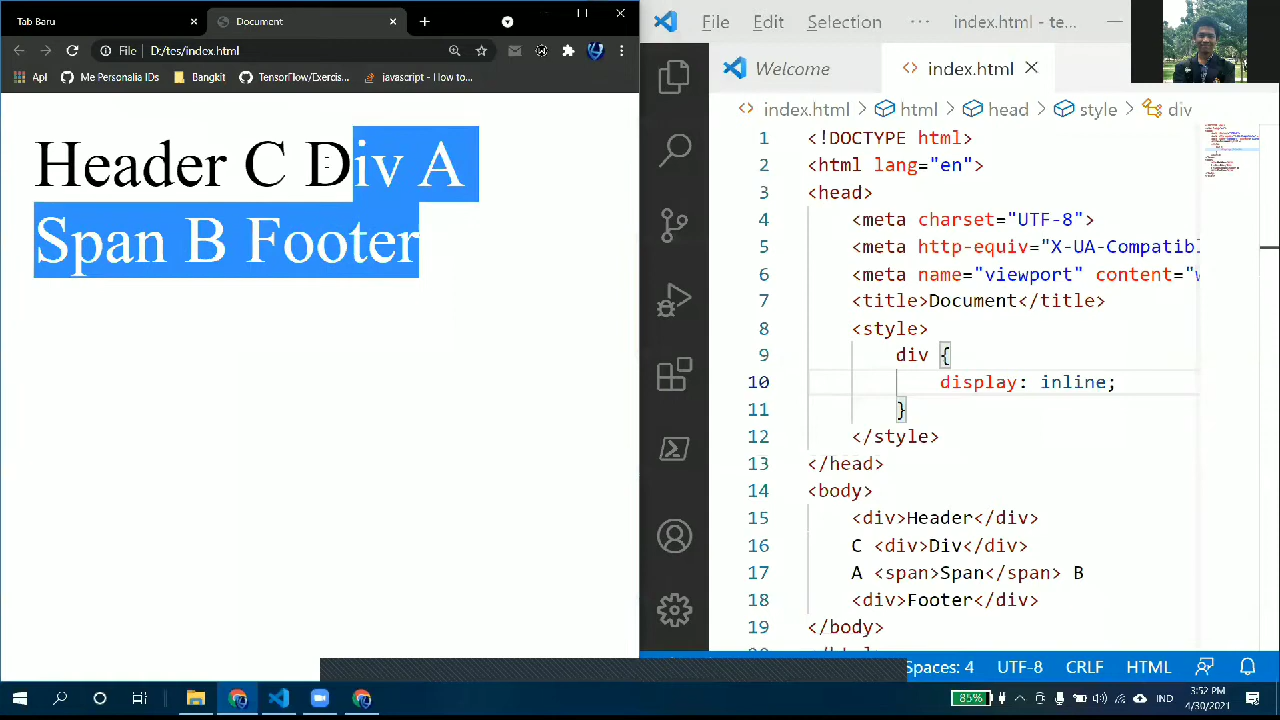 Tab Baru
Document
File
D:/tes/index.html
Apl
Me Personalia IDs
Bangkit
TensorFlow/Exercis...
javascript - How to...
Header C Div A
Span B Footer
File Edit Selection ··· index.html - te...
Welcome
index.html
index.html html head style div
1 <!DOCTYPE html>
2 <html lang="en">
3 <head>
4 <meta charset="UTF-8">
5 <meta http-equiv="X-UA-Compatibl
6 <meta name="viewport" content="w
7 <title>Document</title>
8 <style>
9 div {
10 display: inline;
11 }
12 </style>
13 </head>
14 <body>
15 <div>Header</div>
16 C <div>Div</div>
17 A <span>Span</span> B
18 <div>Footer</div>
19 </body>
Spaces: 4 UTF-8 CRLF HTML
85%
IND
3:52 PM
4/30/2021